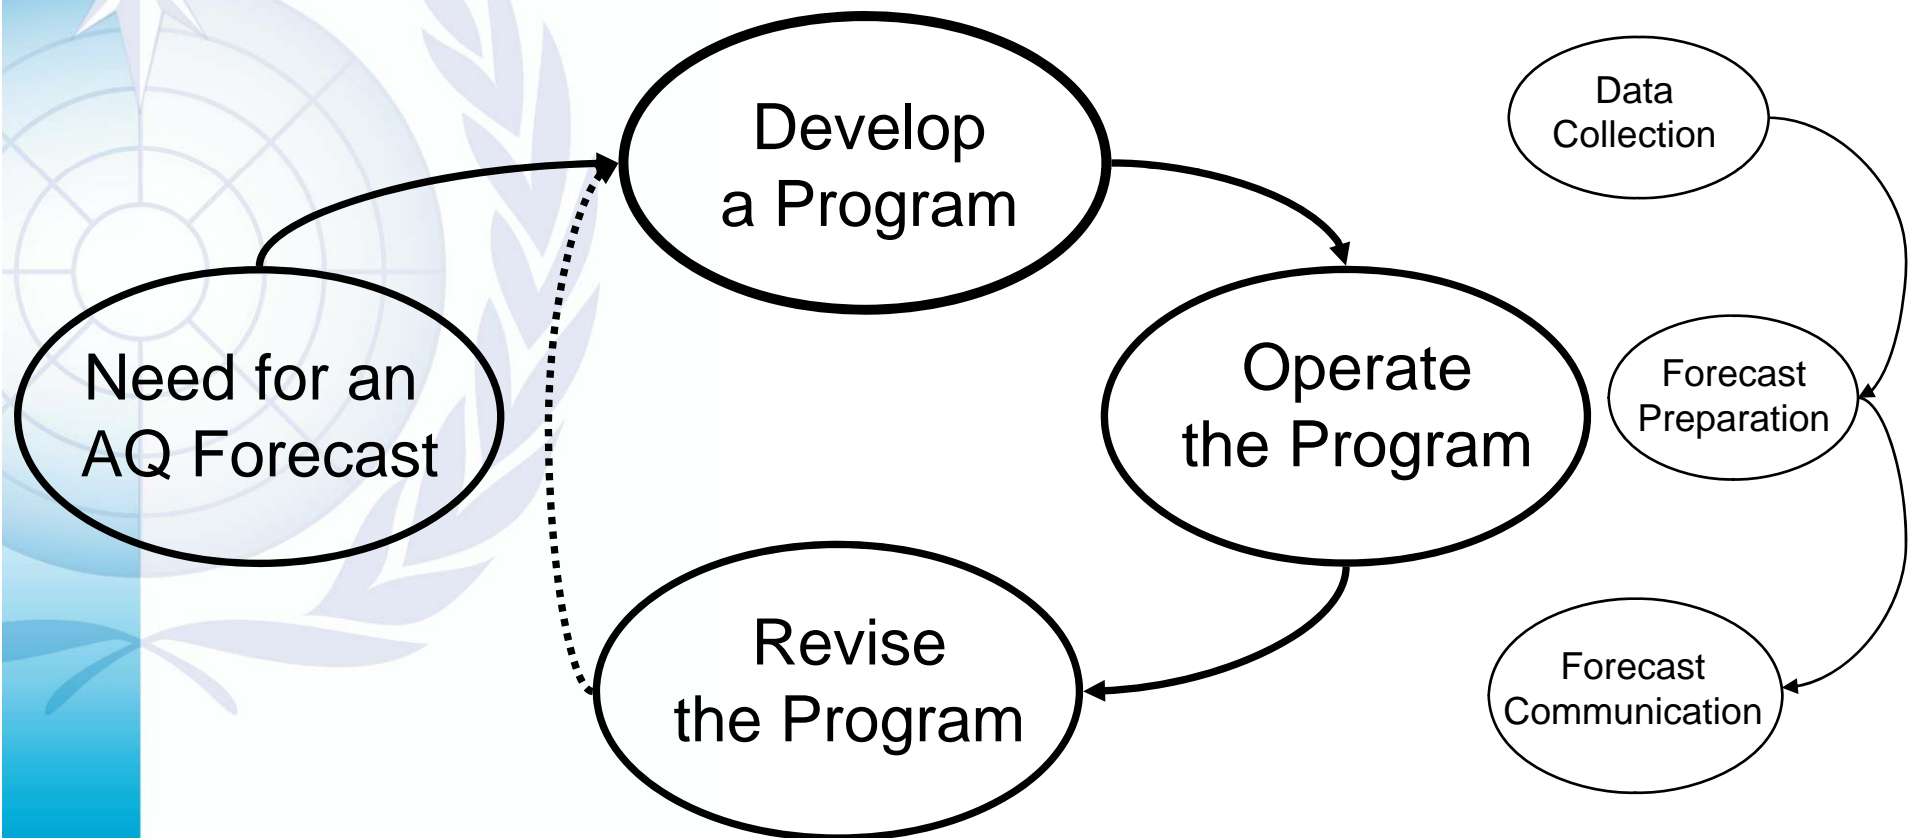 Develop
a Program
Data
Collection
Need for an
AQ Forecast
Operate
the Program
Forecast
Preparation
Revise
the Program
Forecast
Communication